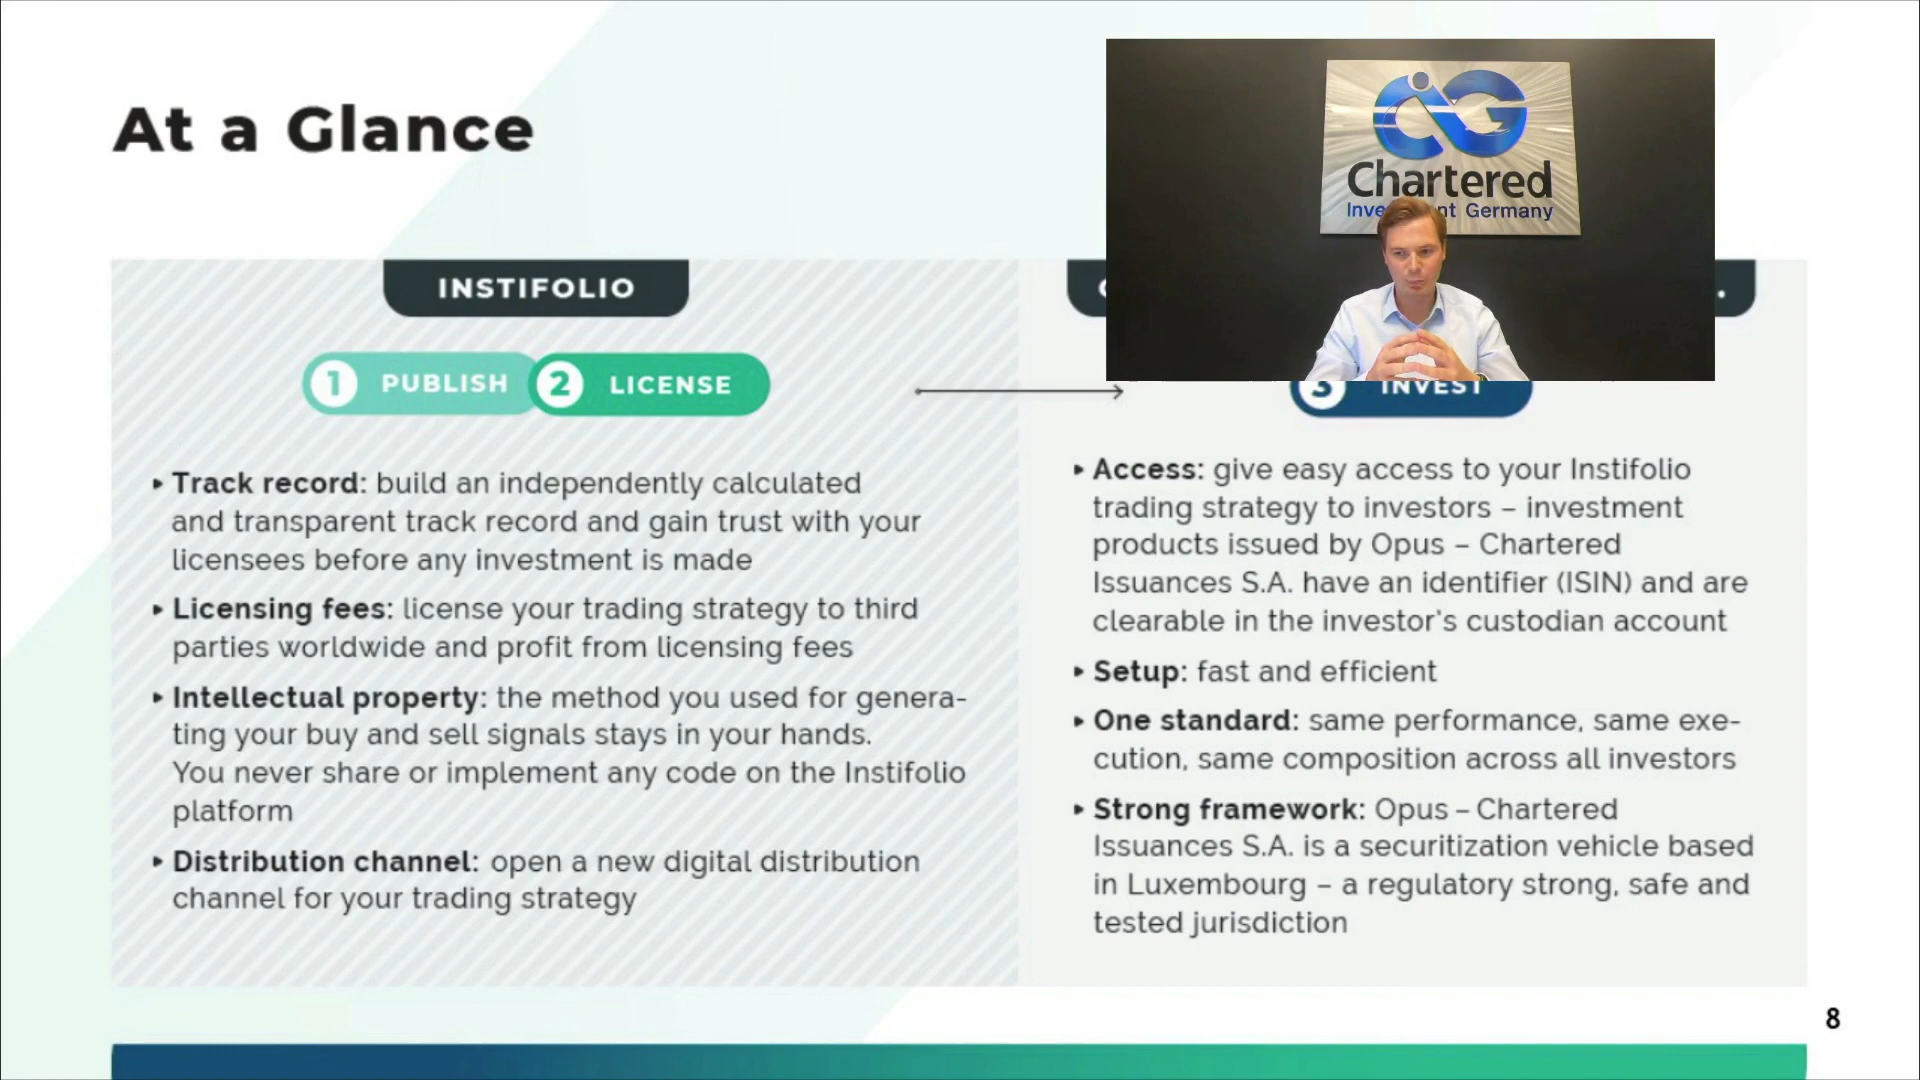 At a Glance
Chartered
Germany
INSTIFOLIO
1 PUBLISH 2 LICENSE
3 INVEST
▸ Track record: build an independently calculated
and transparent track record and gain trust with your
licensees before any investment is made
▸ Licensing fees: license your trading strategy to third
parties worldwide and profit from licensing fees
▸ Intellectual property: the method you used for genera-
ting your buy and sell signals stays in your hands.
You never share or implement any code on the Instifolio
platform
▸ Distribution channel: open a new digital distribution
channel for your trading strategy
▸ Access: give easy access to your Instifolio
trading strategy to investors – investment
products issued by Opus – Chartered
Issuances S.A. have an identifier (ISIN) and are
clearable in the investor's custodian account
▸ Setup: fast and efficient
▸ One standard: same performance, same exe-
cution, same composition across all investors
▸ Strong framework: Opus – Chartered
Issuances S.A. is a securitization vehicle based
in Luxembourg – a regulatory strong, safe and
tested jurisdiction
8